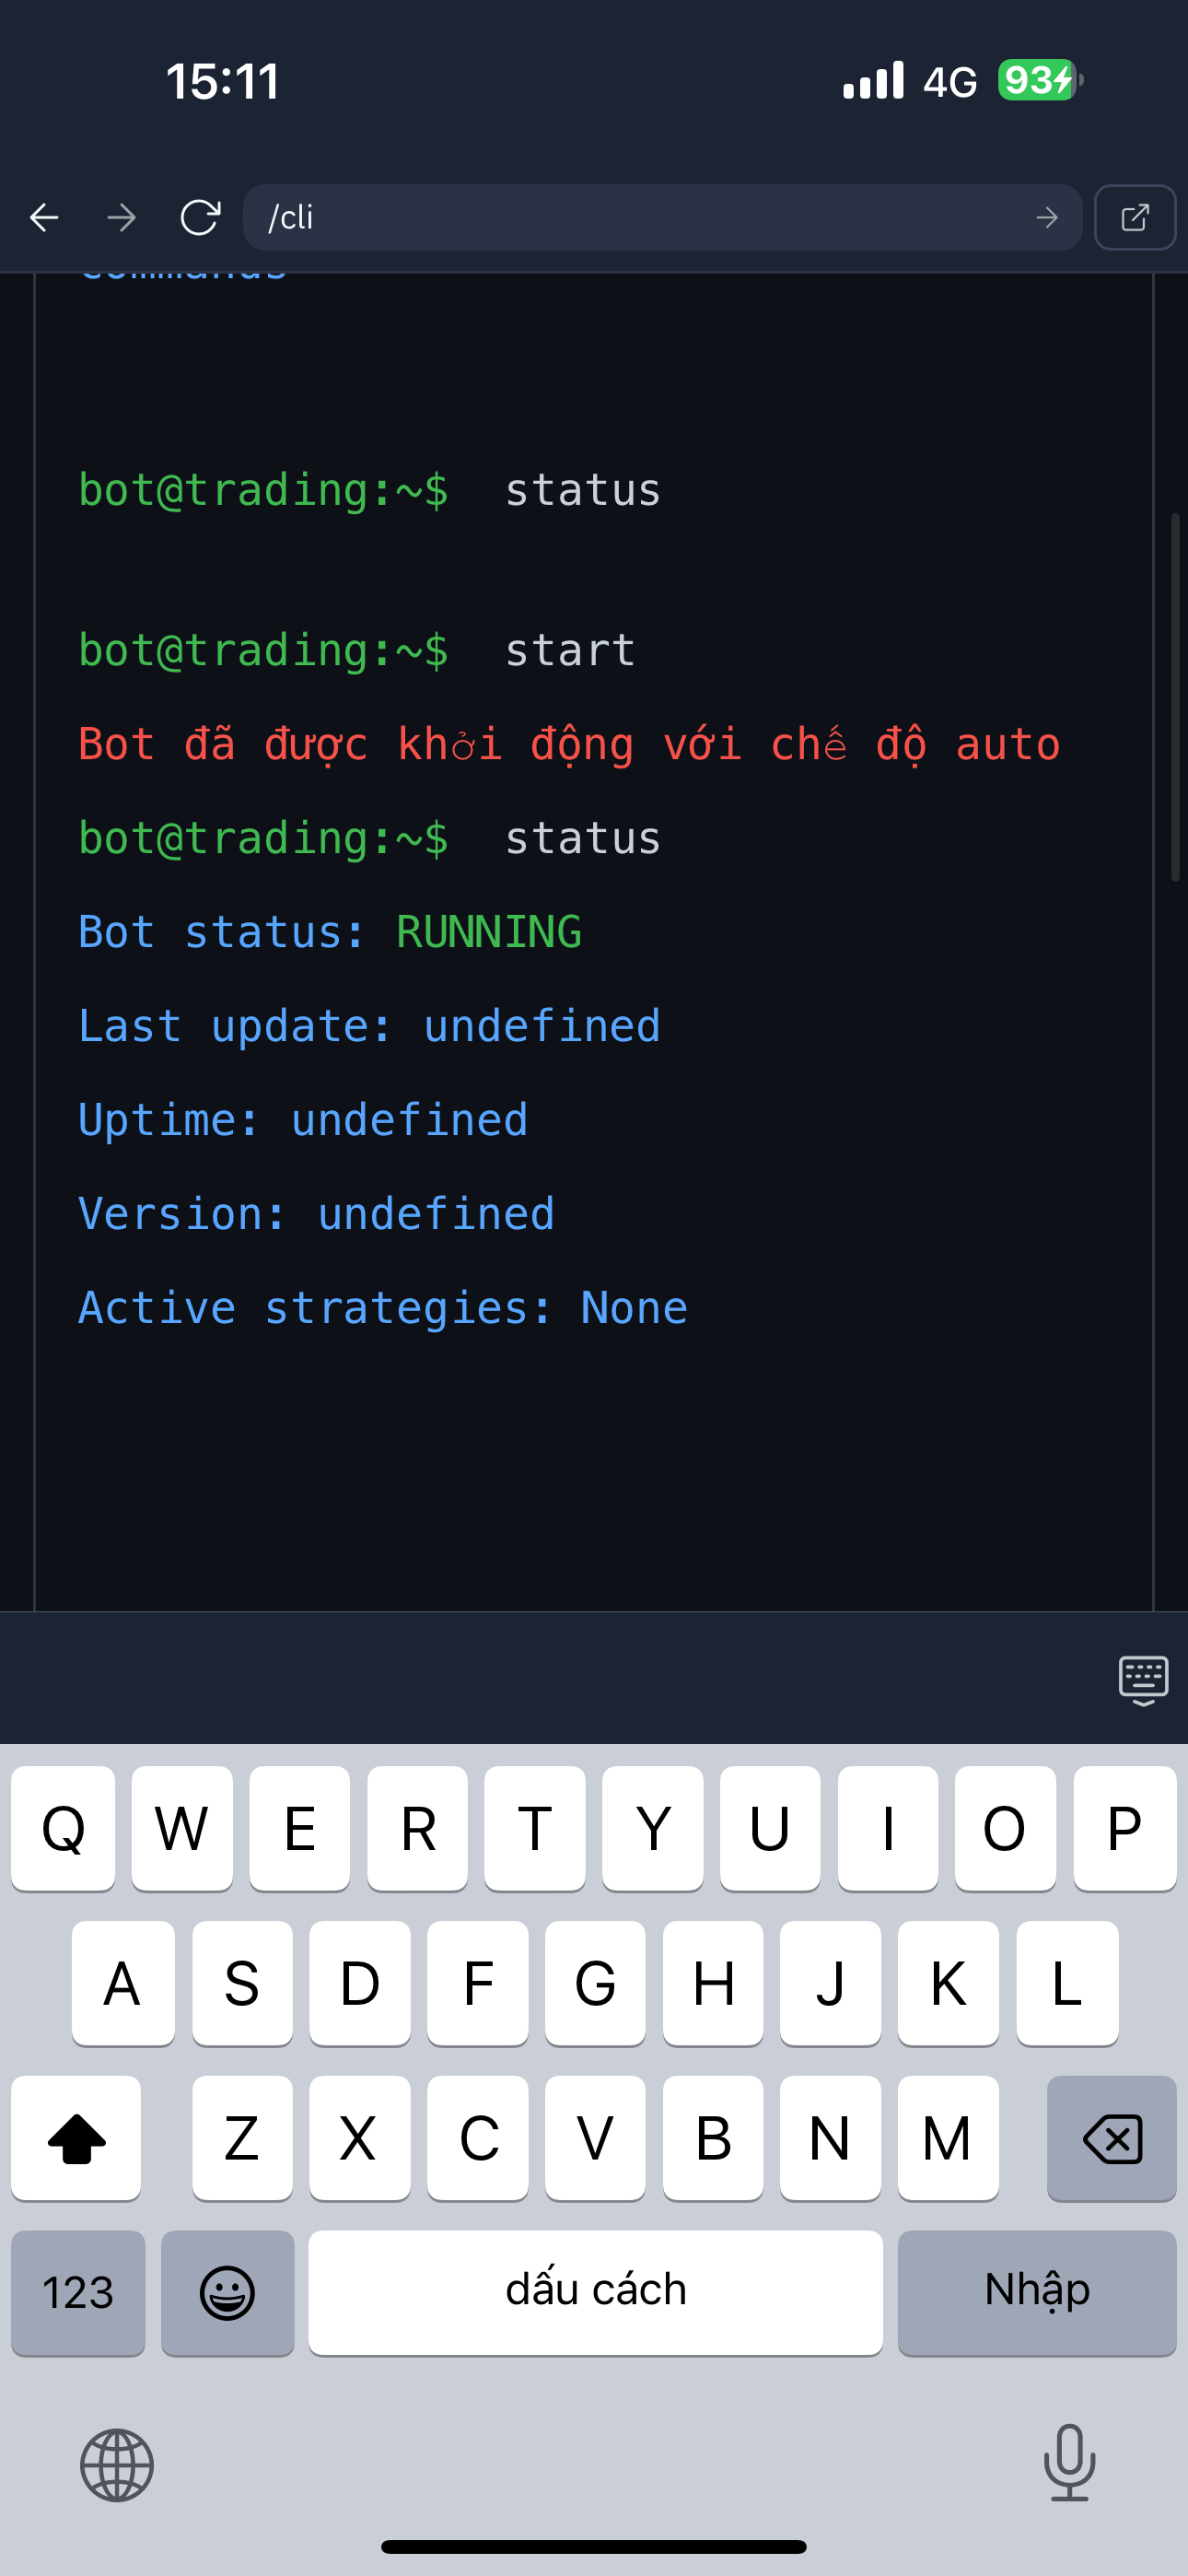 15:11 4G 93
/cli
commands
bot@trading:~$ status
bot@trading:~$ start
Bot đã được khởi động với chế độ auto
bot@trading:~$ status
Bot status: RUNNING
Last update: undefined
Uptime: undefined
Version: undefined
Active strategies: None
Q W E R T Y U I O P
A S D F G H J K L
Z X C V B N M
123 dấu cách Nhập